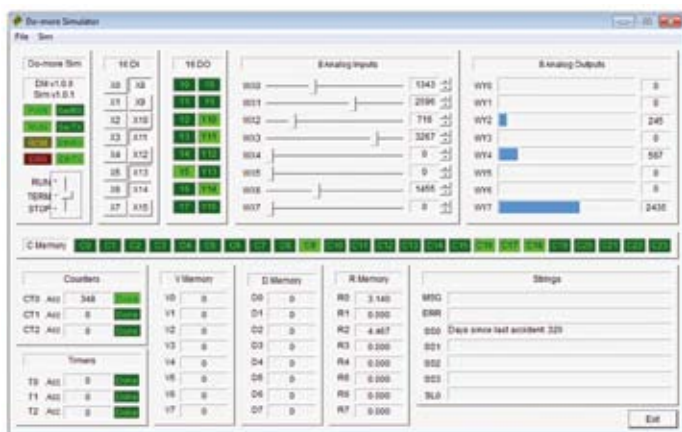 Do-more Simulator
File Sim
Do-more Sim
DM v1.0.0
Sim v1.0.1
RUN
TERM
STOP
16 DI
X0 X8
X1 X9
X2 X10
X3 X11
X4 X12
X5 X13
X6 X14
X7 X15
16 DO
Y0
Y1
Y2 Y10
Y3 Y11
Y4 Y12
Y5 Y13
Y6 Y14
Y7 Y15
8 Analog Inputs
WX0 1343
WX1
WX2 716
WX3 3267
WX4 0
WX5 0
WX6 1455
WX7 0
8 Analog Outputs
WY0 0
WY1 0
WY2 245
WY3 0
WY4 567
WY5 0
WY6 0
WY7 2435
C Memory C0 C1 C2 C3 C4 C5 C6 C7 C8 C9 C10 C11 C12 C13 C14 C15 C16 C17 C18 C19 C20 C21 C22 C23
Counters
CT0 Acc 348 Done
CT1 Acc 0 Done
CT2 Acc 0 Done
Timers
T0 Acc 0 Done
T1 Acc 0 Done
T2 Acc 0 Done
V Memory
V0 0
V1 0
V2 0
V3 0
V4 0
V5 0
V6 0
V7 0
D Memory
D0 0
D1 0
D2 0
D3 0
D4 0
D5 0
D6 0
D7 0
R Memory
R0 3.140
R1 0.000
R2 4.467
R3 0.000
R4 0.000
R5 0.000
R6 0.000
R7 0.000
Strings
MSG
ERR
SS0 Days since last accident: 320
SS1
SS2
SS3
SL0
Exit